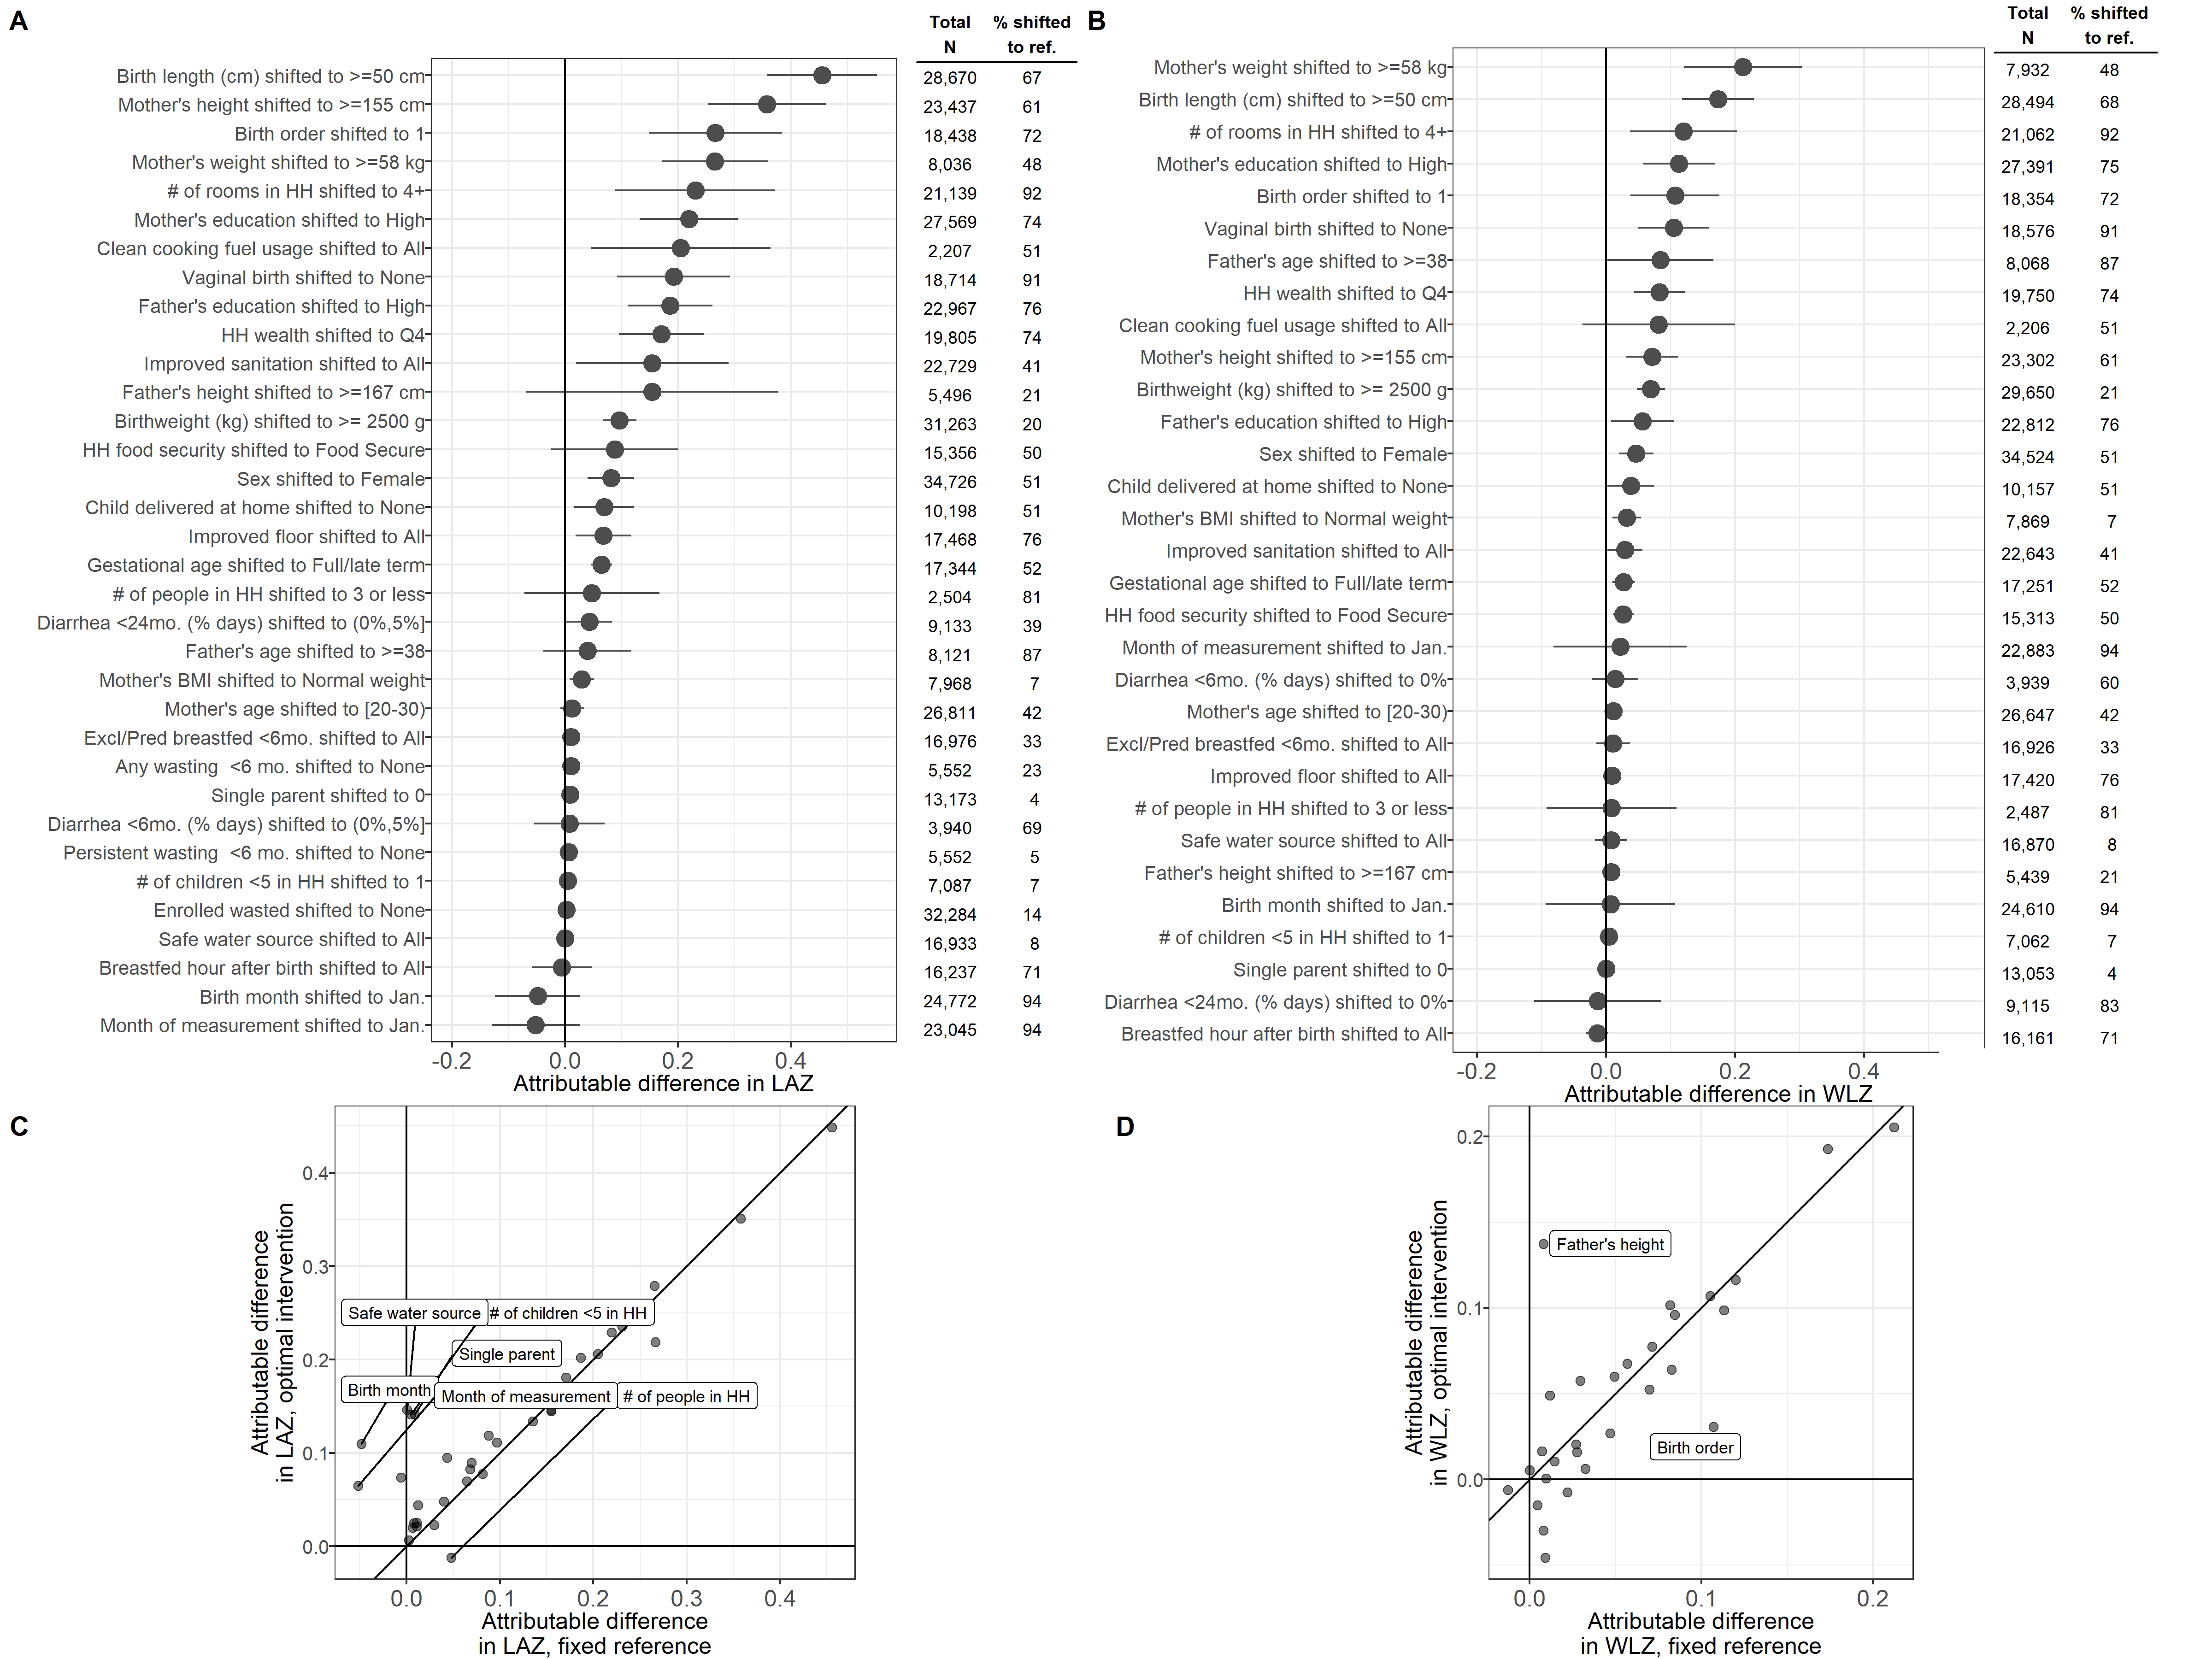 A
Total % shifted
N to ref.
Birth length (cm) shifted to >=50 cm 28,670 67
Mother's height shifted to >=155 cm 23,437 61
Birth order shifted to 1 18,438 72
Mother's weight shifted to >=58 kg 8,036 48
# of rooms in HH shifted to 4+ 21,139 92
Mother's education shifted to High 27,569 74
Clean cooking fuel usage shifted to All 2,207 51
Vaginal birth shifted to None 18,714 91
Father's education shifted to High 22,967 76
HH wealth shifted to Q4 19,805 74
Improved sanitation shifted to All 22,729 41
Father's height shifted to >=167 cm 5,496 21
Birthweight (kg) shifted to >= 2500 g 31,263 20
HH food security shifted to Food Secure 15,356 50
Sex shifted to Female 34,726 51
Child delivered at home shifted to None 10,198 51
Improved floor shifted to All 17,468 76
Gestational age shifted to Full/late term 17,344 52
# of people in HH shifted to 3 or less 2,504 81
Diarrhea <24mo. (% days) shifted to (0%,5%] 9,133 39
Father's age shifted to >=38 8,121 87
Mother's BMI shifted to Normal weight 7,968 7
Mother's age shifted to [20-30) 26,811 42
Excl/Pred breastfed <6mo. shifted to All 16,976 33
Any wasting <6 mo. shifted to None 5,552 23
Single parent shifted to 0 13,173 4
Diarrhea <6mo. (% days) shifted to (0%,5%] 3,940 69
Persistent wasting <6 mo. shifted to None 5,552 5
# of children <5 in HH shifted to 1 7,087 7
Enrolled wasted shifted to None 32,284 14
Safe water source shifted to All 16,933 8
Breastfed hour after birth shifted to All 16,237 71
Birth month shifted to Jan. 24,772 94
Month of measurement shifted to Jan. 23,045 94
-0.2 0.0 0.2 0.4
Attributable difference in LAZ
B
Total % shifted
N to ref.
Mother's weight shifted to >=58 kg 7,932 48
Birth length (cm) shifted to >=50 cm 28,494 68
# of rooms in HH shifted to 4+ 21,062 92
Mother's education shifted to High 27,391 75
Birth order shifted to 1 18,354 72
Vaginal birth shifted to None 18,576 91
Father's age shifted to >=38 8,068 87
HH wealth shifted to Q4 19,750 74
Clean cooking fuel usage shifted to All 2,206 51
Mother's height shifted to >=155 cm 23,302 61
Birthweight (kg) shifted to >= 2500 g 29,650 21
Father's education shifted to High 22,812 76
Sex shifted to Female 34,524 51
Child delivered at home shifted to None 10,157 51
Mother's BMI shifted to Normal weight 7,869 7
Improved sanitation shifted to All 22,643 41
Gestational age shifted to Full/late term 17,251 52
HH food security shifted to Food Secure 15,313 50
Month of measurement shifted to Jan. 22,883 94
Diarrhea <6mo. (% days) shifted to 0% 3,939 60
Mother's age shifted to [20-30) 26,647 42
Excl/Pred breastfed <6mo. shifted to All 16,926 33
Improved floor shifted to All 17,420 76
# of people in HH shifted to 3 or less 2,487 81
Safe water source shifted to All 16,870 8
Father's height shifted to >=167 cm 5,439 21
Birth month shifted to Jan. 24,610 94
# of children <5 in HH shifted to 1 7,062 7
Single parent shifted to 0 13,053 4
Diarrhea <24mo. (% days) shifted to 0% 9,115 83
Breastfed hour after birth shifted to All 16,161 71
-0.2 0.0 0.2 0.4
Attributable difference in WLZ
C
Attributable difference
in LAZ, optimal intervention
0.4
0.3
0.2
0.1
0.0
Safe water source # of children <5 in HH
Single parent
Birth month Month of measurement # of people in HH
0.0 0.1 0.2 0.3 0.4
Attributable difference
in LAZ, fixed reference
D
Attributable difference
in WLZ, optimal intervention
0.2
0.1
0.0
Father's height
Birth order
0.0 0.1 0.2
Attributable difference
in WLZ, fixed reference